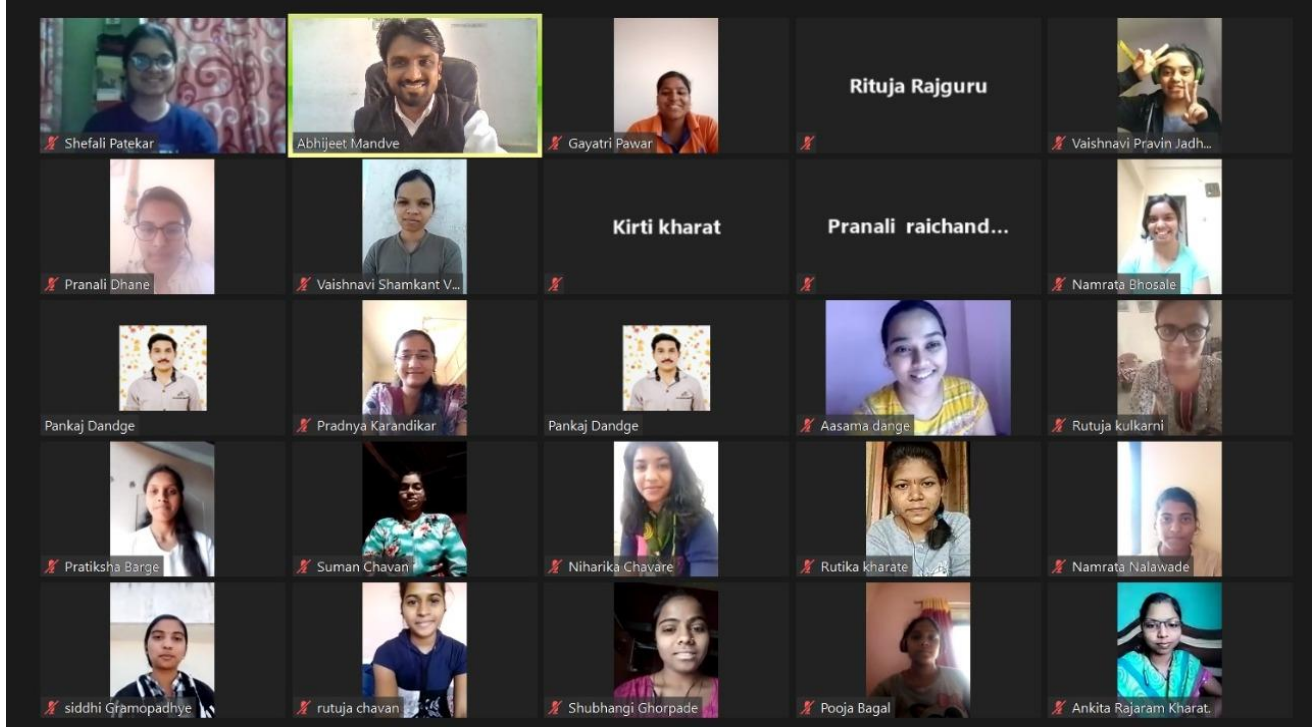 Shefali Patekar
Abhijeet Mandve
Gayatri Pawar
Rituja Rajguru
Vaishnavi Pravin Jadh...
Pranali Dhane
Vaishnavi Shamkant V...
Kirti kharat
Pranali raichand...
Namrata Bhosale
Pankaj Dandge
Pradnya Karandikar
Pankaj Dandge
Aasama dange
Rutuja kulkarni
Pratiksha Barge
Suman Chavan
Niharika Chavare
Rutika kharate
Namrata Nalawade
siddhi Gramopadhye
rutuja chavan
Shubhangi Ghorpade
Pooja Bagal
Ankita Rajaram Kharat.